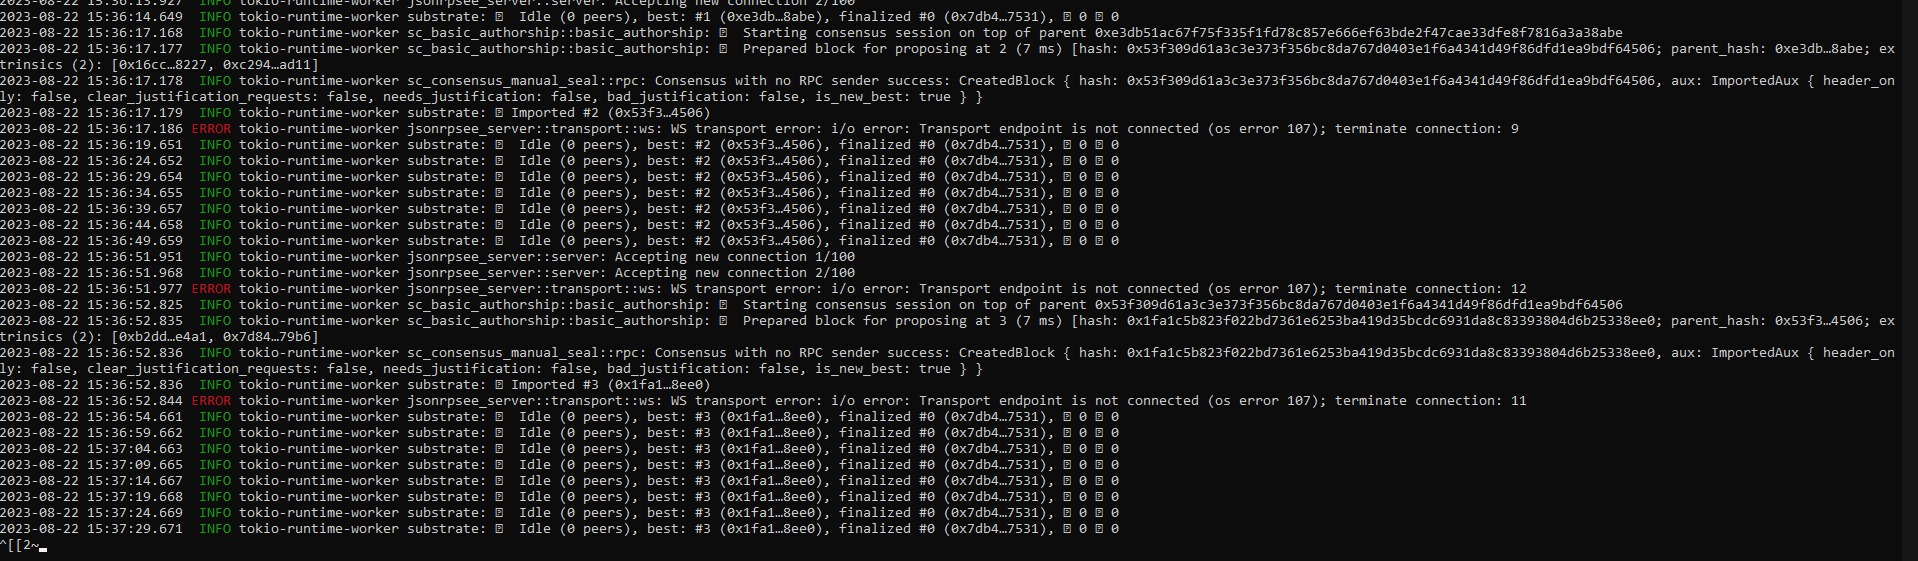 2023-08-22 15:36:13.927  INFO tokio-runtime-worker jsonrpsee_server::server: Accepting new connection 2/100
2023-08-22 15:36:14.649  INFO tokio-runtime-worker substrate: Idle (0 peers), best: #1 (0xe3db…8abe), finalized #0 (0x7db4…7531), 0 0
2023-08-22 15:36:17.168  INFO tokio-runtime-worker sc_basic_authorship::basic_authorship: Starting consensus session on top of parent 0xe3db51ac67f75f335f1fd78c857e666ef63bde2f47cae33dfe8f7816a3a38abe
2023-08-22 15:36:17.177  INFO tokio-runtime-worker sc_basic_authorship::basic_authorship: Prepared block for proposing at 2 (7 ms) [hash: 0x53f309d61a3c3e373f356bc8da767d0403e1f6a4341d49f86dfd1ea9bdf64506; parent_hash: 0xe3db…8abe; ex
trinsics (2): [0x16cc…8227, 0xc294…ad11]
2023-08-22 15:36:17.178  INFO tokio-runtime-worker sc_consensus_manual_seal::rpc: Consensus with no RPC sender success: CreatedBlock { hash: 0x53f309d61a3c3e373f356bc8da767d0403e1f6a4341d49f86dfd1ea9bdf64506, aux: ImportedAux { header_on
ly: false, clear_justification_requests: false, needs_justification: false, bad_justification: false, is_new_best: true } }
2023-08-22 15:36:17.179  INFO tokio-runtime-worker substrate: Imported #2 (0x53f3…4506)
2023-08-22 15:36:17.186 ERROR tokio-runtime-worker jsonrpsee_server::transport::ws: WS transport error: i/o error: Transport endpoint is not connected (os error 107); terminate connection: 9
2023-08-22 15:36:19.651  INFO tokio-runtime-worker substrate: Idle (0 peers), best: #2 (0x53f3…4506), finalized #0 (0x7db4…7531), 0 0
2023-08-22 15:36:24.652  INFO tokio-runtime-worker substrate: Idle (0 peers), best: #2 (0x53f3…4506), finalized #0 (0x7db4…7531), 0 0
2023-08-22 15:36:29.654  INFO tokio-runtime-worker substrate: Idle (0 peers), best: #2 (0x53f3…4506), finalized #0 (0x7db4…7531), 0 0
2023-08-22 15:36:34.655  INFO tokio-runtime-worker substrate: Idle (0 peers), best: #2 (0x53f3…4506), finalized #0 (0x7db4…7531), 0 0
2023-08-22 15:36:39.657  INFO tokio-runtime-worker substrate: Idle (0 peers), best: #2 (0x53f3…4506), finalized #0 (0x7db4…7531), 0 0
2023-08-22 15:36:44.658  INFO tokio-runtime-worker substrate: Idle (0 peers), best: #2 (0x53f3…4506), finalized #0 (0x7db4…7531), 0 0
2023-08-22 15:36:49.659  INFO tokio-runtime-worker substrate: Idle (0 peers), best: #2 (0x53f3…4506), finalized #0 (0x7db4…7531), 0 0
2023-08-22 15:36:51.951  INFO tokio-runtime-worker jsonrpsee_server::server: Accepting new connection 1/100
2023-08-22 15:36:51.968  INFO tokio-runtime-worker jsonrpsee_server::server: Accepting new connection 2/100
2023-08-22 15:36:51.977 ERROR tokio-runtime-worker jsonrpsee_server::transport::ws: WS transport error: i/o error: Transport endpoint is not connected (os error 107); terminate connection: 12
2023-08-22 15:36:52.825  INFO tokio-runtime-worker sc_basic_authorship::basic_authorship: Starting consensus session on top of parent 0x53f309d61a3c3e373f356bc8da767d0403e1f6a4341d49f86dfd1ea9bdf64506
2023-08-22 15:36:52.835  INFO tokio-runtime-worker sc_basic_authorship::basic_authorship: Prepared block for proposing at 3 (7 ms) [hash: 0x1fa1c5b823f022bd7361e6253ba419d35bcdc6931da8c83393804d6b25338ee0; parent_hash: 0x53f3…4506; ex
trinsics (2): [0xb2dd…e4a1, 0x7d84…79b6]
2023-08-22 15:36:52.836  INFO tokio-runtime-worker sc_consensus_manual_seal::rpc: Consensus with no RPC sender success: CreatedBlock { hash: 0x1fa1c5b823f022bd7361e6253ba419d35bcdc6931da8c83393804d6b25338ee0, aux: ImportedAux { header_on
ly: false, clear_justification_requests: false, needs_justification: false, bad_justification: false, is_new_best: true } }
2023-08-22 15:36:52.836  INFO tokio-runtime-worker substrate: Imported #3 (0x1fa1…8ee0)
2023-08-22 15:36:52.844 ERROR tokio-runtime-worker jsonrpsee_server::transport::ws: WS transport error: i/o error: Transport endpoint is not connected (os error 107); terminate connection: 11
2023-08-22 15:36:54.661  INFO tokio-runtime-worker substrate: Idle (0 peers), best: #3 (0x1fa1…8ee0), finalized #0 (0x7db4…7531), 0 0
2023-08-22 15:36:59.662  INFO tokio-runtime-worker substrate: Idle (0 peers), best: #3 (0x1fa1…8ee0), finalized #0 (0x7db4…7531), 0 0
2023-08-22 15:37:04.663  INFO tokio-runtime-worker substrate: Idle (0 peers), best: #3 (0x1fa1…8ee0), finalized #0 (0x7db4…7531), 0 0
2023-08-22 15:37:09.665  INFO tokio-runtime-worker substrate: Idle (0 peers), best: #3 (0x1fa1…8ee0), finalized #0 (0x7db4…7531), 0 0
2023-08-22 15:37:14.667  INFO tokio-runtime-worker substrate: Idle (0 peers), best: #3 (0x1fa1…8ee0), finalized #0 (0x7db4…7531), 0 0
2023-08-22 15:37:19.668  INFO tokio-runtime-worker substrate: Idle (0 peers), best: #3 (0x1fa1…8ee0), finalized #0 (0x7db4…7531), 0 0
2023-08-22 15:37:24.669  INFO tokio-runtime-worker substrate: Idle (0 peers), best: #3 (0x1fa1…8ee0), finalized #0 (0x7db4…7531), 0 0
2023-08-22 15:37:29.671  INFO tokio-runtime-worker substrate: Idle (0 peers), best: #3 (0x1fa1…8ee0), finalized #0 (0x7db4…7531), 0 0
^[[2~